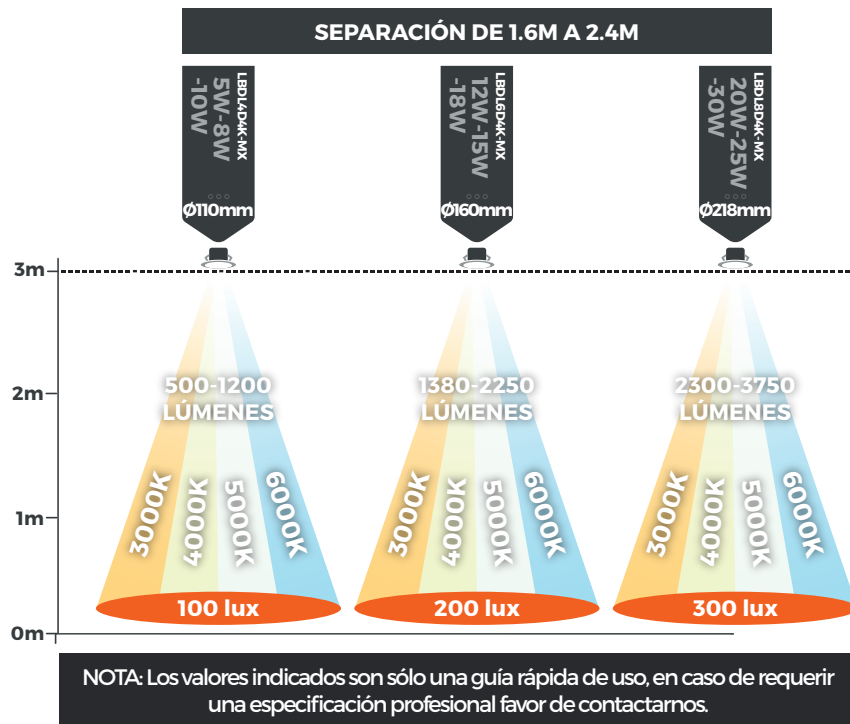 SEPARACIÓN DE 1.6M A 2.4M
LBDL4D4K-MX
5W-8W
-10W
Ø110mm
LBDL6D4K-MX
12W-15W
-18W
Ø160mm
LBDL8D4K-MX
20W-25W
-30W
Ø218mm
3m
2m
1m
0m
500-1200
LÚMENES
3000K
4000K
5000K
6000K
100 lux
1380-2250
LÚMENES
3000K
4000K
5000K
6000K
200 lux
2300-3750
LÚMENES
3000K
4000K
5000K
6000K
300 lux
NOTA: Los valores indicados son sólo una guía rápida de uso, en caso de requerir
una especificación profesional favor de contactarnos.